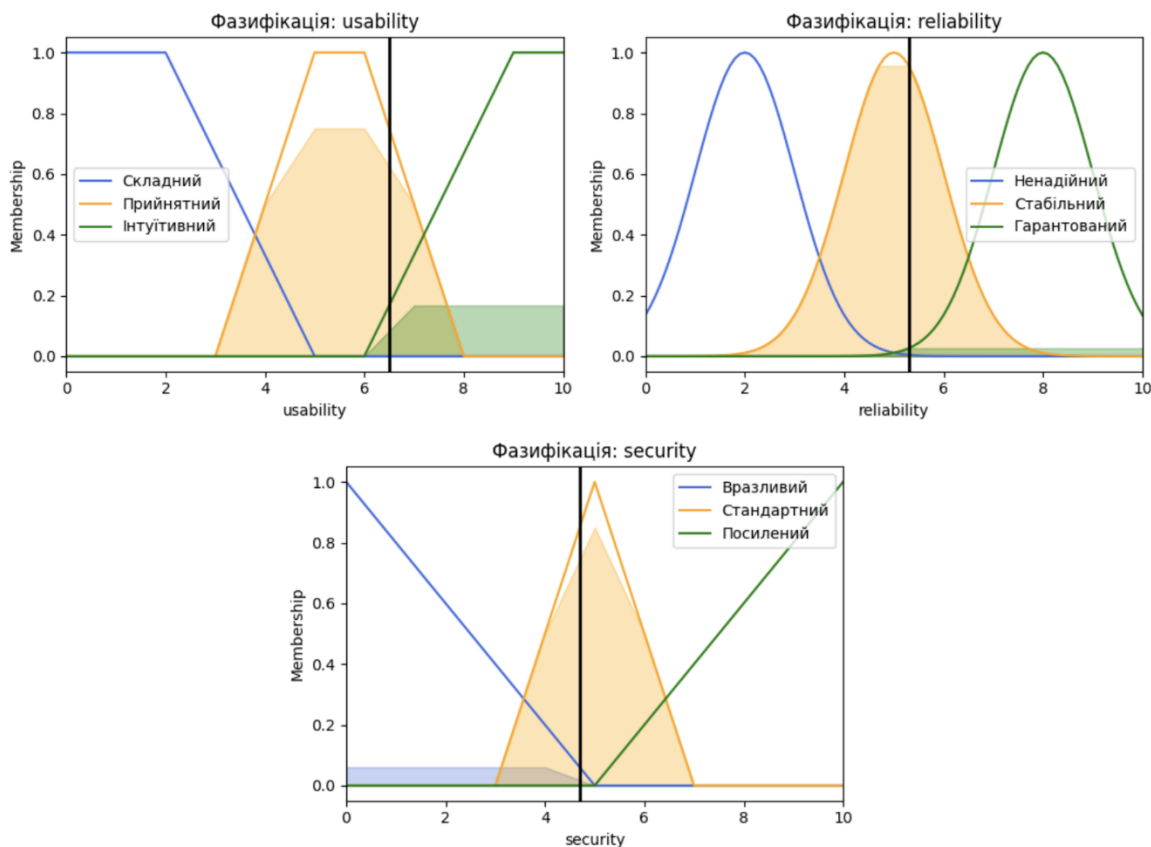 Фазифікація: usability
1.0
0.8
0.6
0.4
0.2
0.0
Membership
Складний
Прийнятний
Інтуїтивний
0 2 4 6 8 10
usability
Фазифікація: reliability
1.0
0.8
0.6
0.4
0.2
0.0
Membership
Ненадійний
Стабільний
Гарантований
0 2 4 6 8 10
reliability
Фазифікація: security
1.0
0.8
0.6
0.4
0.2
0.0
Membership
Вразливий
Стандартний
Посилений
0 2 4 6 8 10
security